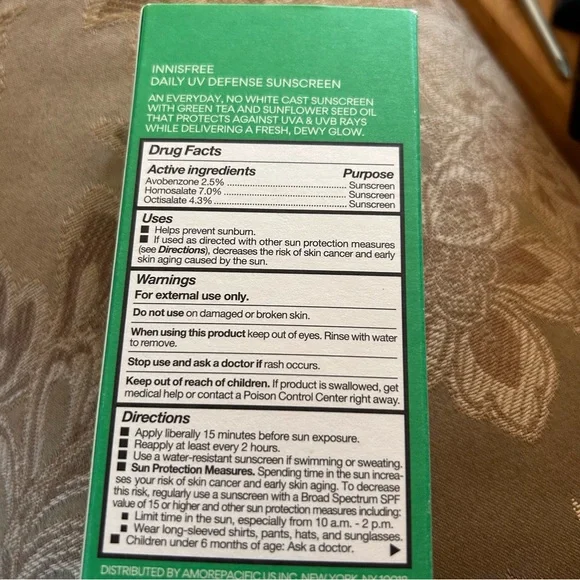 INNISFREE
DAILY UV DEFENSE SUNSCREEN
AN EVERYDAY, NO WHITE CAST SUNSCREEN
WITH GREEN TEA AND SUNFLOWER SEED OIL
THAT PROTECTS AGAINST UVA & UVB RAYS
WHILE DELIVERING A FRESH, DEWY GLOW.
Drug Facts
Active ingredients Purpose
Avobenzone 2.5% ........................ Sunscreen
Homosalate 7.0% ........................ Sunscreen
Octisalate 4.3% ........................ Sunscreen
Uses
■ Helps prevent sunburn.
■ If used as directed with other sun protection measures
(see Directions), decreases the risk of skin cancer and early
skin aging caused by the sun.
Warnings
For external use only.
Do not use on damaged or broken skin.
When using this product keep out of eyes. Rinse with water
to remove.
Stop use and ask a doctor if rash occurs.
Keep out of reach of children. If product is swallowed, get
medical help or contact a Poison Control Center right away.
Directions
■ Apply liberally 15 minutes before sun exposure.
■ Reapply at least every 2 hours.
■ Use a water-resistant sunscreen if swimming or sweating.
■ Sun Protection Measures. Spending time in the sun increa-
ses your risk of skin cancer and early skin aging. To decrease
this risk, regularly use a sunscreen with a Broad Spectrum SPF
value of 15 or higher and other sun protection measures including:
■ Limit time in the sun, especially from 10 a.m. - 2 p.m.
■ Wear long-sleeved shirts, pants, hats, and sunglasses.
■ Children under 6 months of age: Ask a doctor.
DISTRIBUTED BY AMOREPACIFIC US INC. NEW YORK, NY 10018